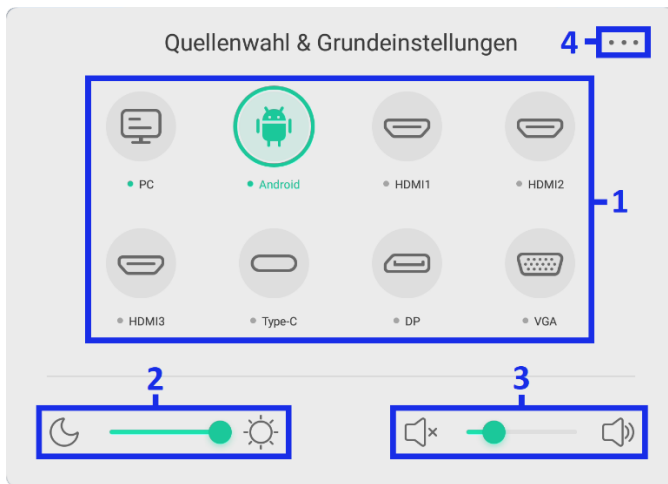 Quellenwahl & Grundeinstellungen 4
PC Android HDMI1 HDMI2
1
HDMI3 Type-C DP VGA
2 3